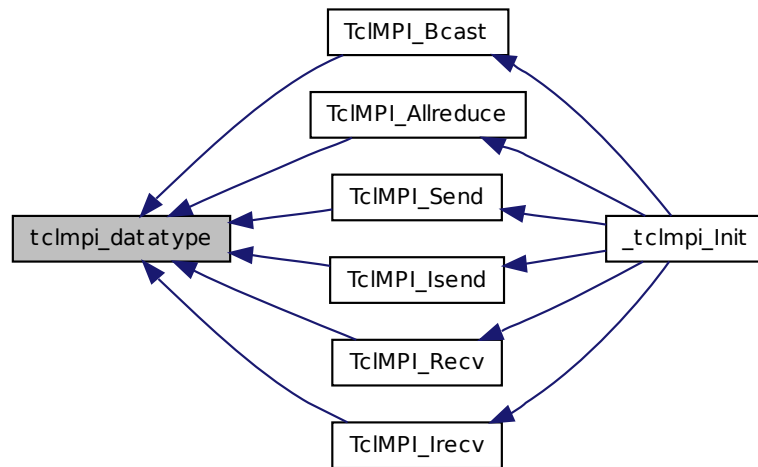 TclMPI_Bcast
TclMPI_Allreduce
TclMPI_Send
tclmpi_datatype
_tclmpi_Init
TclMPI_Isend
TclMPI_Recv
TclMPI_Irecv